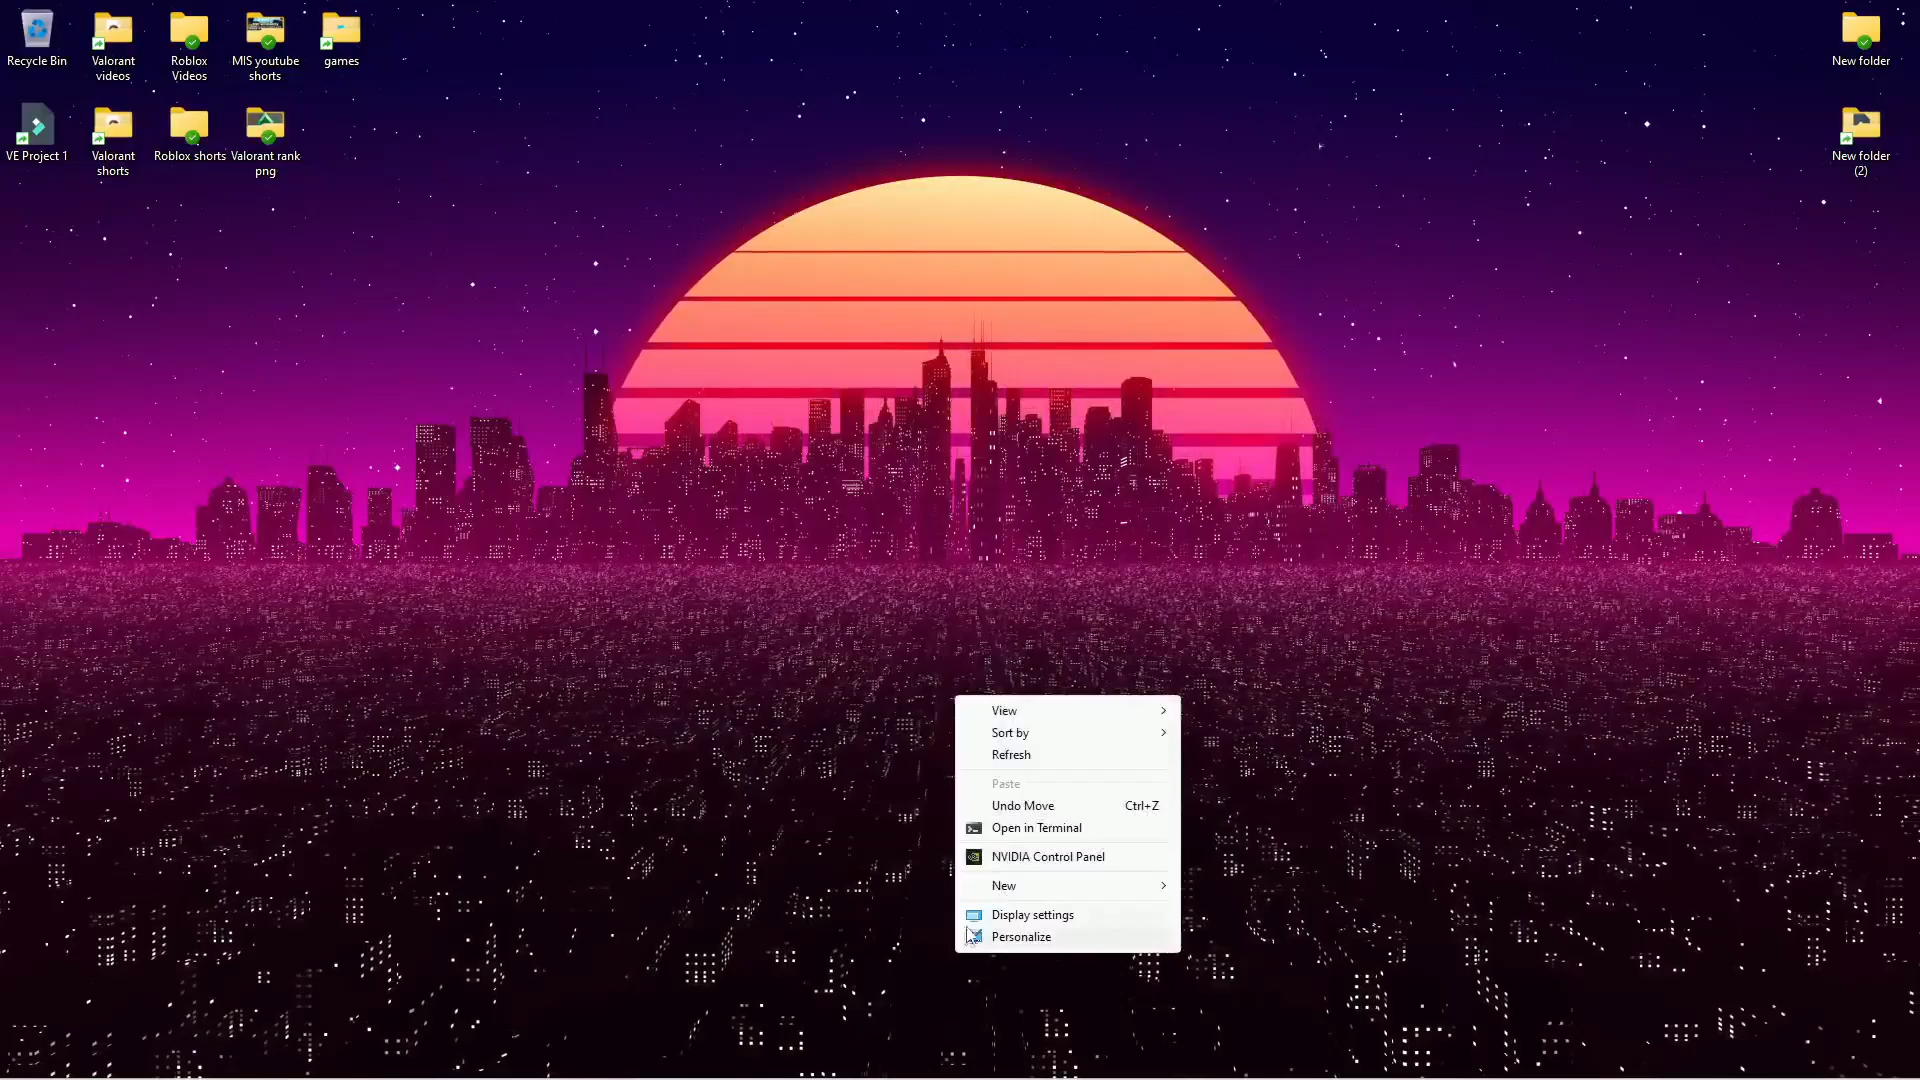 Recycle Bin
Valorant
videos
Roblox
Videos
MIS youtube
shorts
games
New folder
VE Project 1
Valorant
shorts
Roblox shorts
Valorant rank
png
New folder
(2)
View
Sort by
Refresh
Paste
Undo Move Ctrl+Z
Open in Terminal
NVIDIA Control Panel
New
Display settings
Personalize